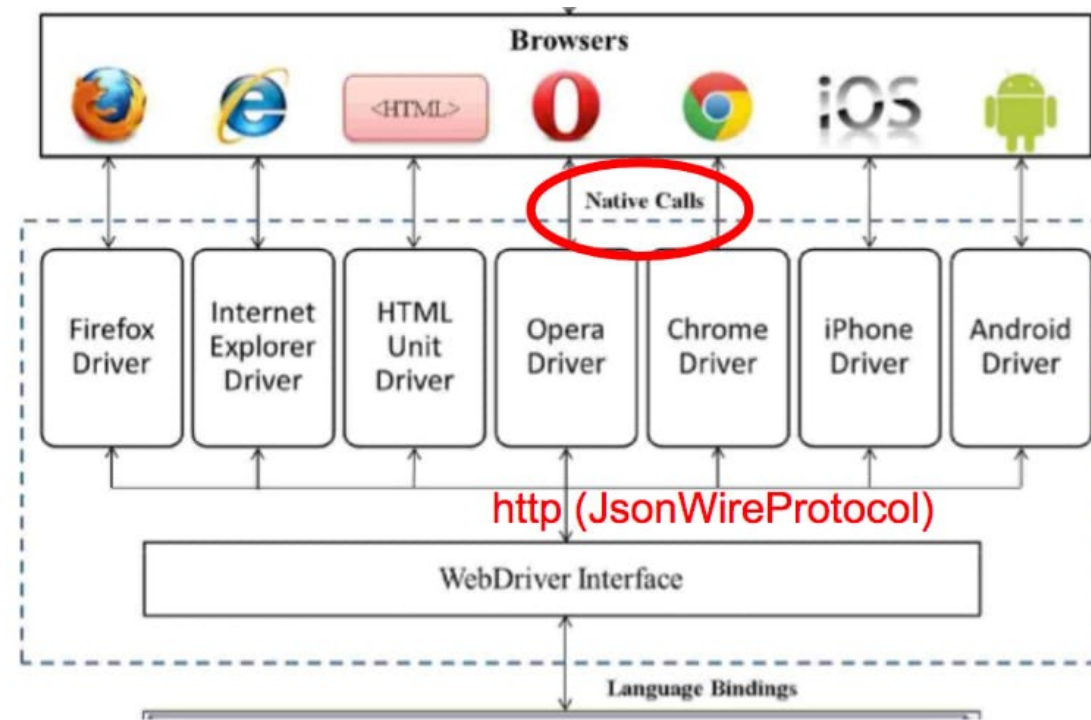 Browsers
<HTML>
iOS
Native Calls
Firefox
Driver
Internet
Explorer
Driver
HTML
Unit
Driver
Opera
Driver
Chrome
Driver
iPhone
Driver
Android
Driver
http (JsonWireProtocol)
WebDriver Interface
Language Bindings